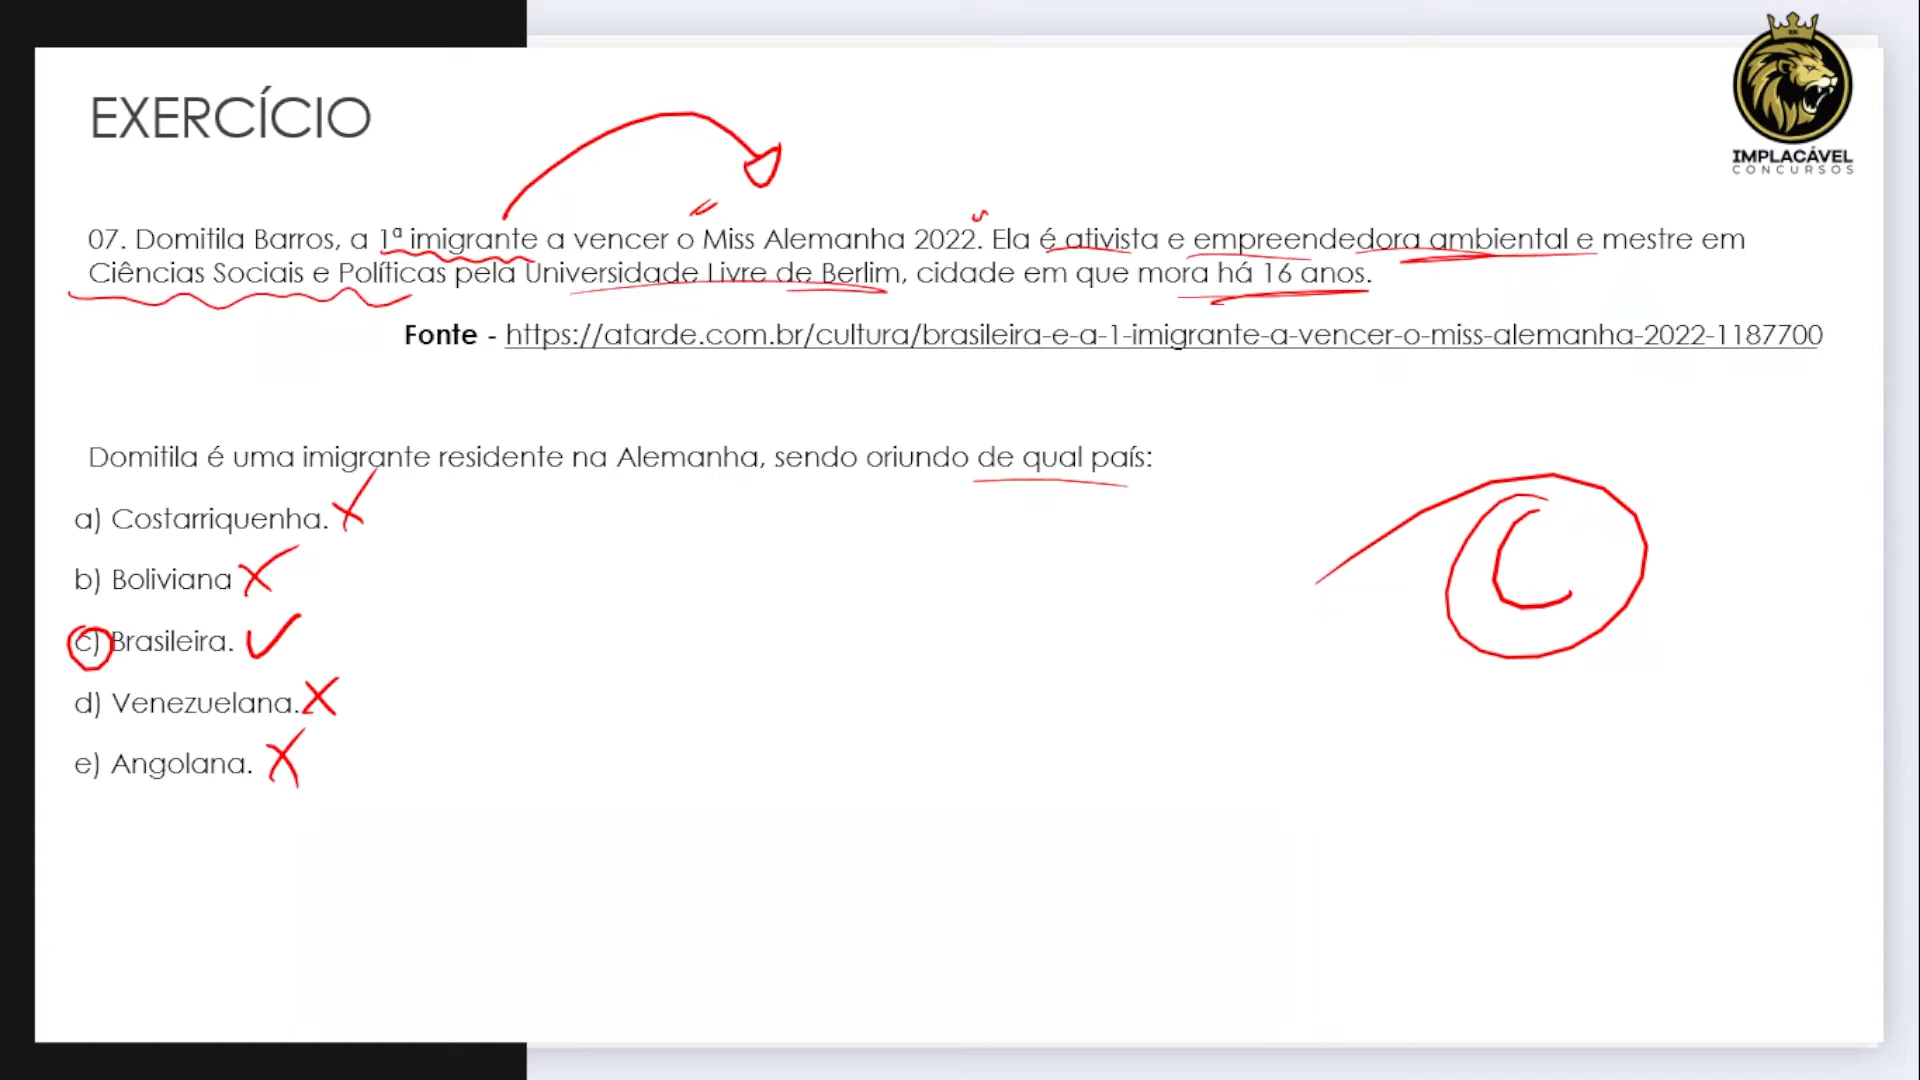 IMPLACÁVEL
CONCURSOS
EXERCÍCIO
07. Domitila Barros, a 1ª imigrante a vencer o Miss Alemanha 2022. Ela é ativista e empreendedora ambiental e mestre em
Ciências Sociais e Políticas pela Universidade Livre de Berlim, cidade em que mora há 16 anos.
Fonte - https://atarde.com.br/cultura/brasileira-e-a-1-imigrante-a-vencer-o-miss-alemanha-2022-1187700
Domitila é uma imigrante residente na Alemanha, sendo oriundo de qual país:
a) Costarriquenha.
b) Boliviana
c) Brasileira.
d) Venezuelana.
e) Angolana.
C